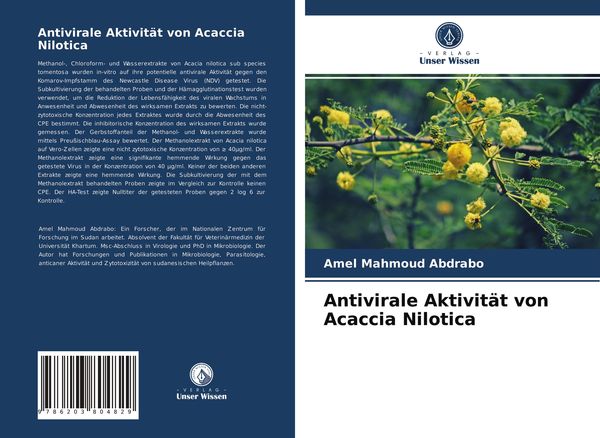 Antivirale Aktivität von Acaccia
Nilotica
Methanol-, Chloroform- und Wasserextrakte von Acacia nilotica sub species
tomentosa wurden in-vitro auf ihre potentielle antivirale Aktivität gegen den
Komarov-Impfstamm des Newcastle Disease Virus (NDV) getestet. Die
Subkultivierung der behandelten Proben und der Hämagglutinationstest wurden
verwendet, um die Reduktion der Lebensfähigkeit des viralen Wachstums in
Anwesenheit und Abwesenheit des wirksamen Extrakts zu bewerten. Die nicht-
zytotoxische Konzentration jedes Extraktes wurde durch die Abwesenheit des
CPE bestimmt. Die inhibitorische Konzentration des wirksamen Extrakts wurde
gemessen. Der Gerbstoffanteil der Methanol- und Wasserextrakte wurde
mittels Preußischblau-Assay bewertet. Der Methanolextrakt von Acacia nilotica
auf Vero-Zellen zeigte eine nicht zytotoxische Konzentration von ≥ 40µg/ml. Der
Methanolextrakt zeigte eine signifikante hemmende Wirkung gegen das
getestete Virus in der Konzentration von 40 µg/ml. Keiner der beiden anderen
Extrakte zeigte eine hemmende Wirkung. Die Subkultivierung der mit dem
Methanolextrakt behandelten Proben zeigte im Vergleich zur Kontrolle keinen
CPE. Der HA-Test zeigte Nulltiter der getesteten Proben gegen 2 log 6 zur
Kontrolle.
Amel Mahmoud Abdrabo: Ein Forscher, der im Nationalen Zentrum für
Forschung im Sudan arbeitet. Absolvent der Fakultät für Veterinärmedizin der
Universität Khartum. Msc-Abschluss in Virologie und PhD in Mikrobiologie. Der
Autor hat Forschungen und Publikationen in Mikrobiologie, Parasitologie,
anticaner Aktivität und Zytotoxizität von sudanesischen Heilpflanzen.
9 786203 804829
VERLAG
Unser Wissen
VERLAG
Unser Wissen
Amel Mahmoud Abdrabo
Antivirale Aktivität von
Acaccia Nilotica